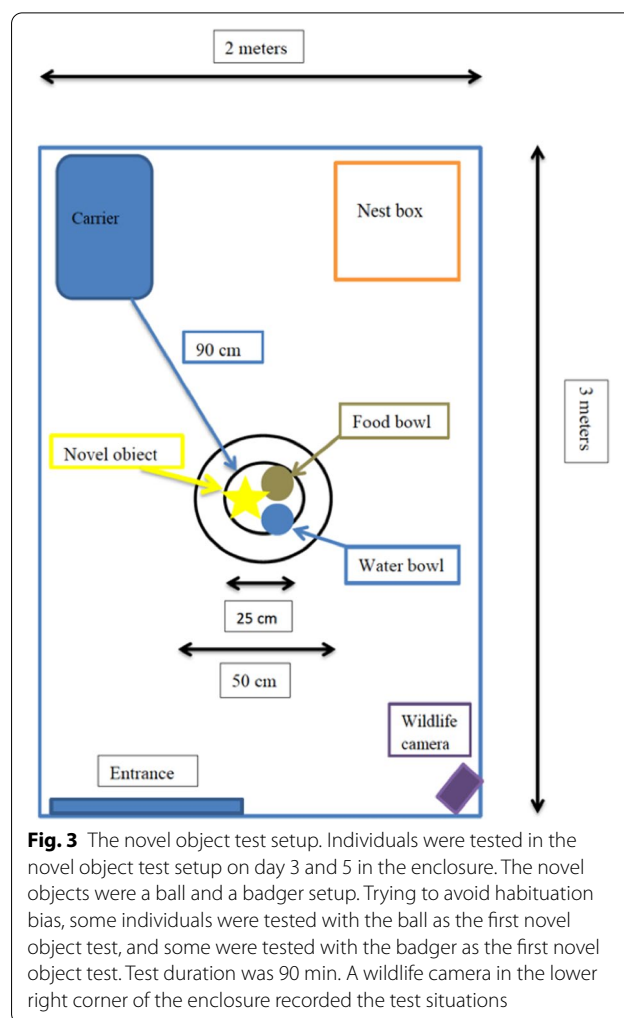 2 meters
Carrier
Nest box
90 cm
3 meters
Food bowl
Novel obiect
Water bowl
25 cm
50 cm
Wildlife
camera
Entrance
Fig. 3 The novel object test setup. Individuals were tested in the
novel object test setup on day 3 and 5 in the enclosure. The novel
objects were a ball and a badger setup. Trying to avoid habituation
bias, some individuals were tested with the ball as the first novel
object test, and some were tested with the badger as the first novel
object test. Test duration was 90 min. A wildlife camera in the lower
right corner of the enclosure recorded the test situations